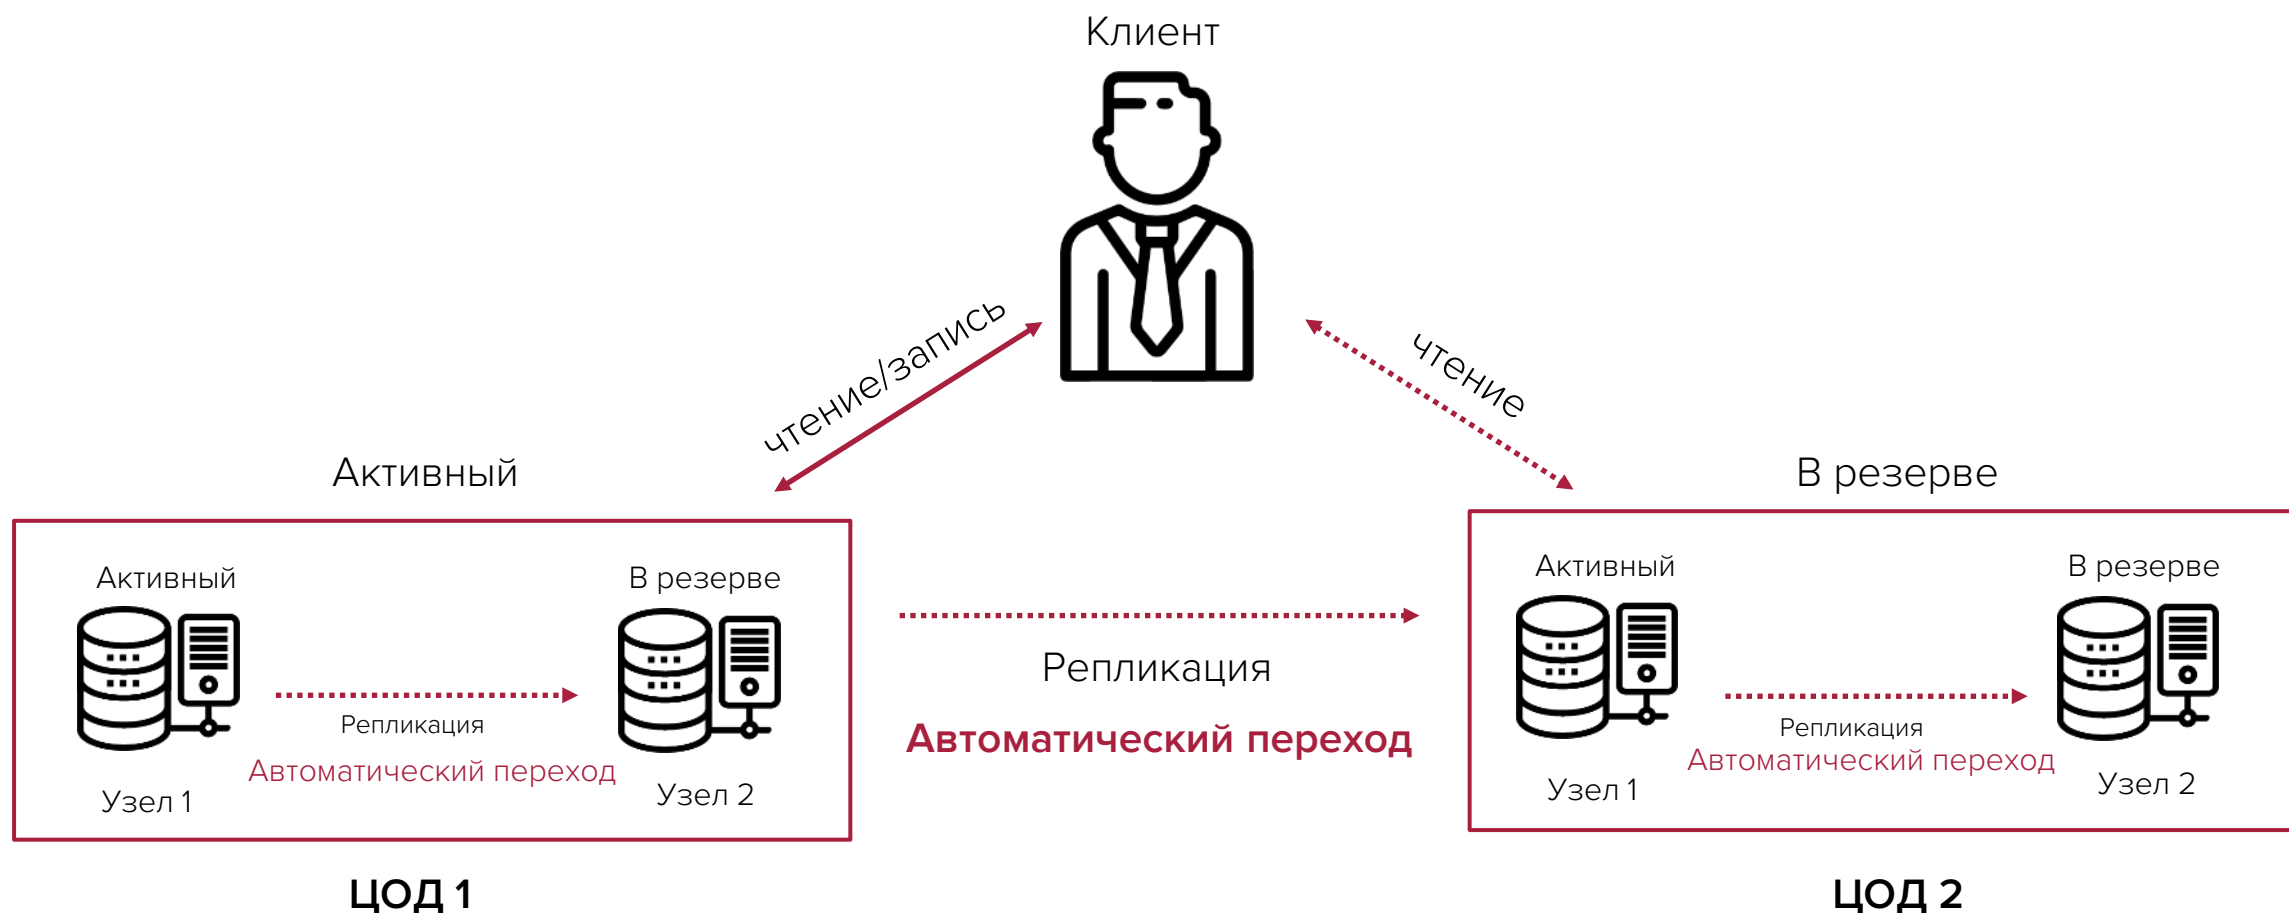 Клиент
чтение/запись
чтение
Активный
В резерве
Активный
В резерве
Репликация
Автоматический переход
Узел 1
Узел 2
Репликация
Автоматический переход
Активный
В резерве
Репликация
Автоматический переход
Узел 1
Узел 2
ЦОД 1
ЦОД 2